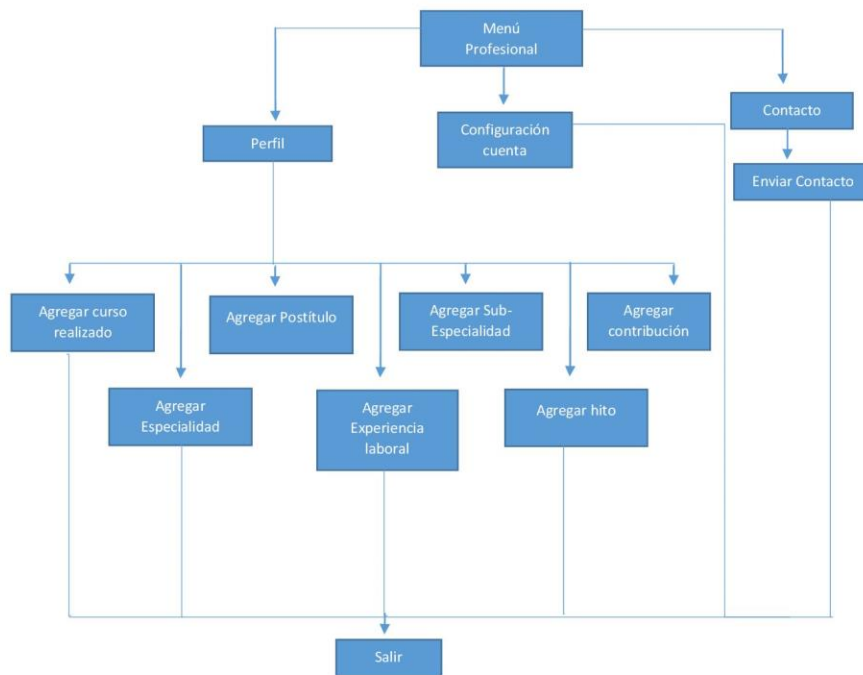 Menú
Profesional
Contacto
Perfil
Configuración
cuenta
Enviar Contacto
Agregar curso
realizado
Agregar Postítulo
Agregar Sub-
Especialidad
Agregar
contribución
Agregar
Especialidad
Agregar
Experiencia
laboral
Agregar hito
Salir